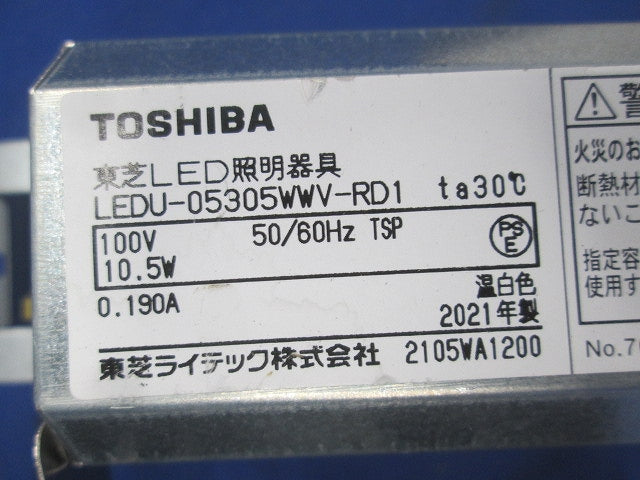 TOSHIBA
東芝LED照明器具
LEDU-05305WWV-RD1 ta30℃
100V 50/60Hz TSP
10.5W
PS
E
0.190A
温白色
2021年製
東芝ライテック株式会社 2105WA1200
警
火災のお
断熱材
ないこ
指定容
使用す